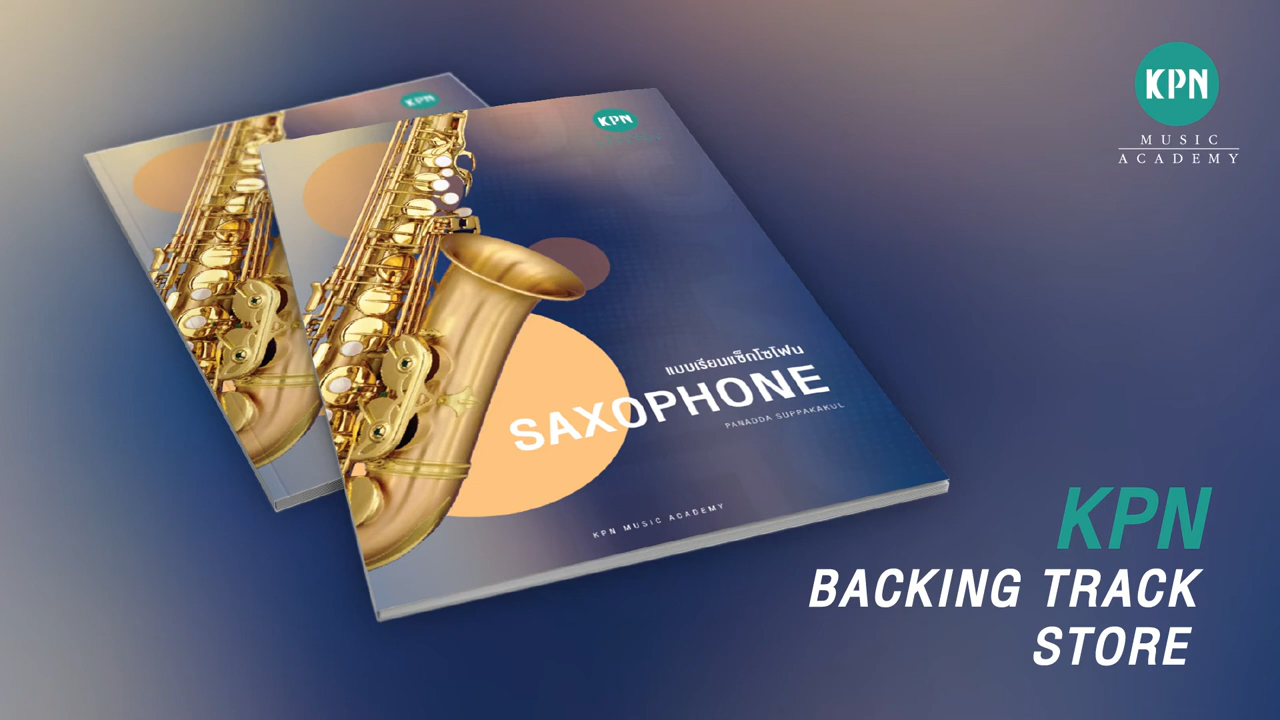 KPN
MUSIC
ACADEMY
KPN
KPN
แบบเรียนแซ็กโซโฟน
SAXOPHONE
PANADDA SUPPAKAKUL
KPN MUSIC ACADEMY
KPN
BACKING TRACK
STORE